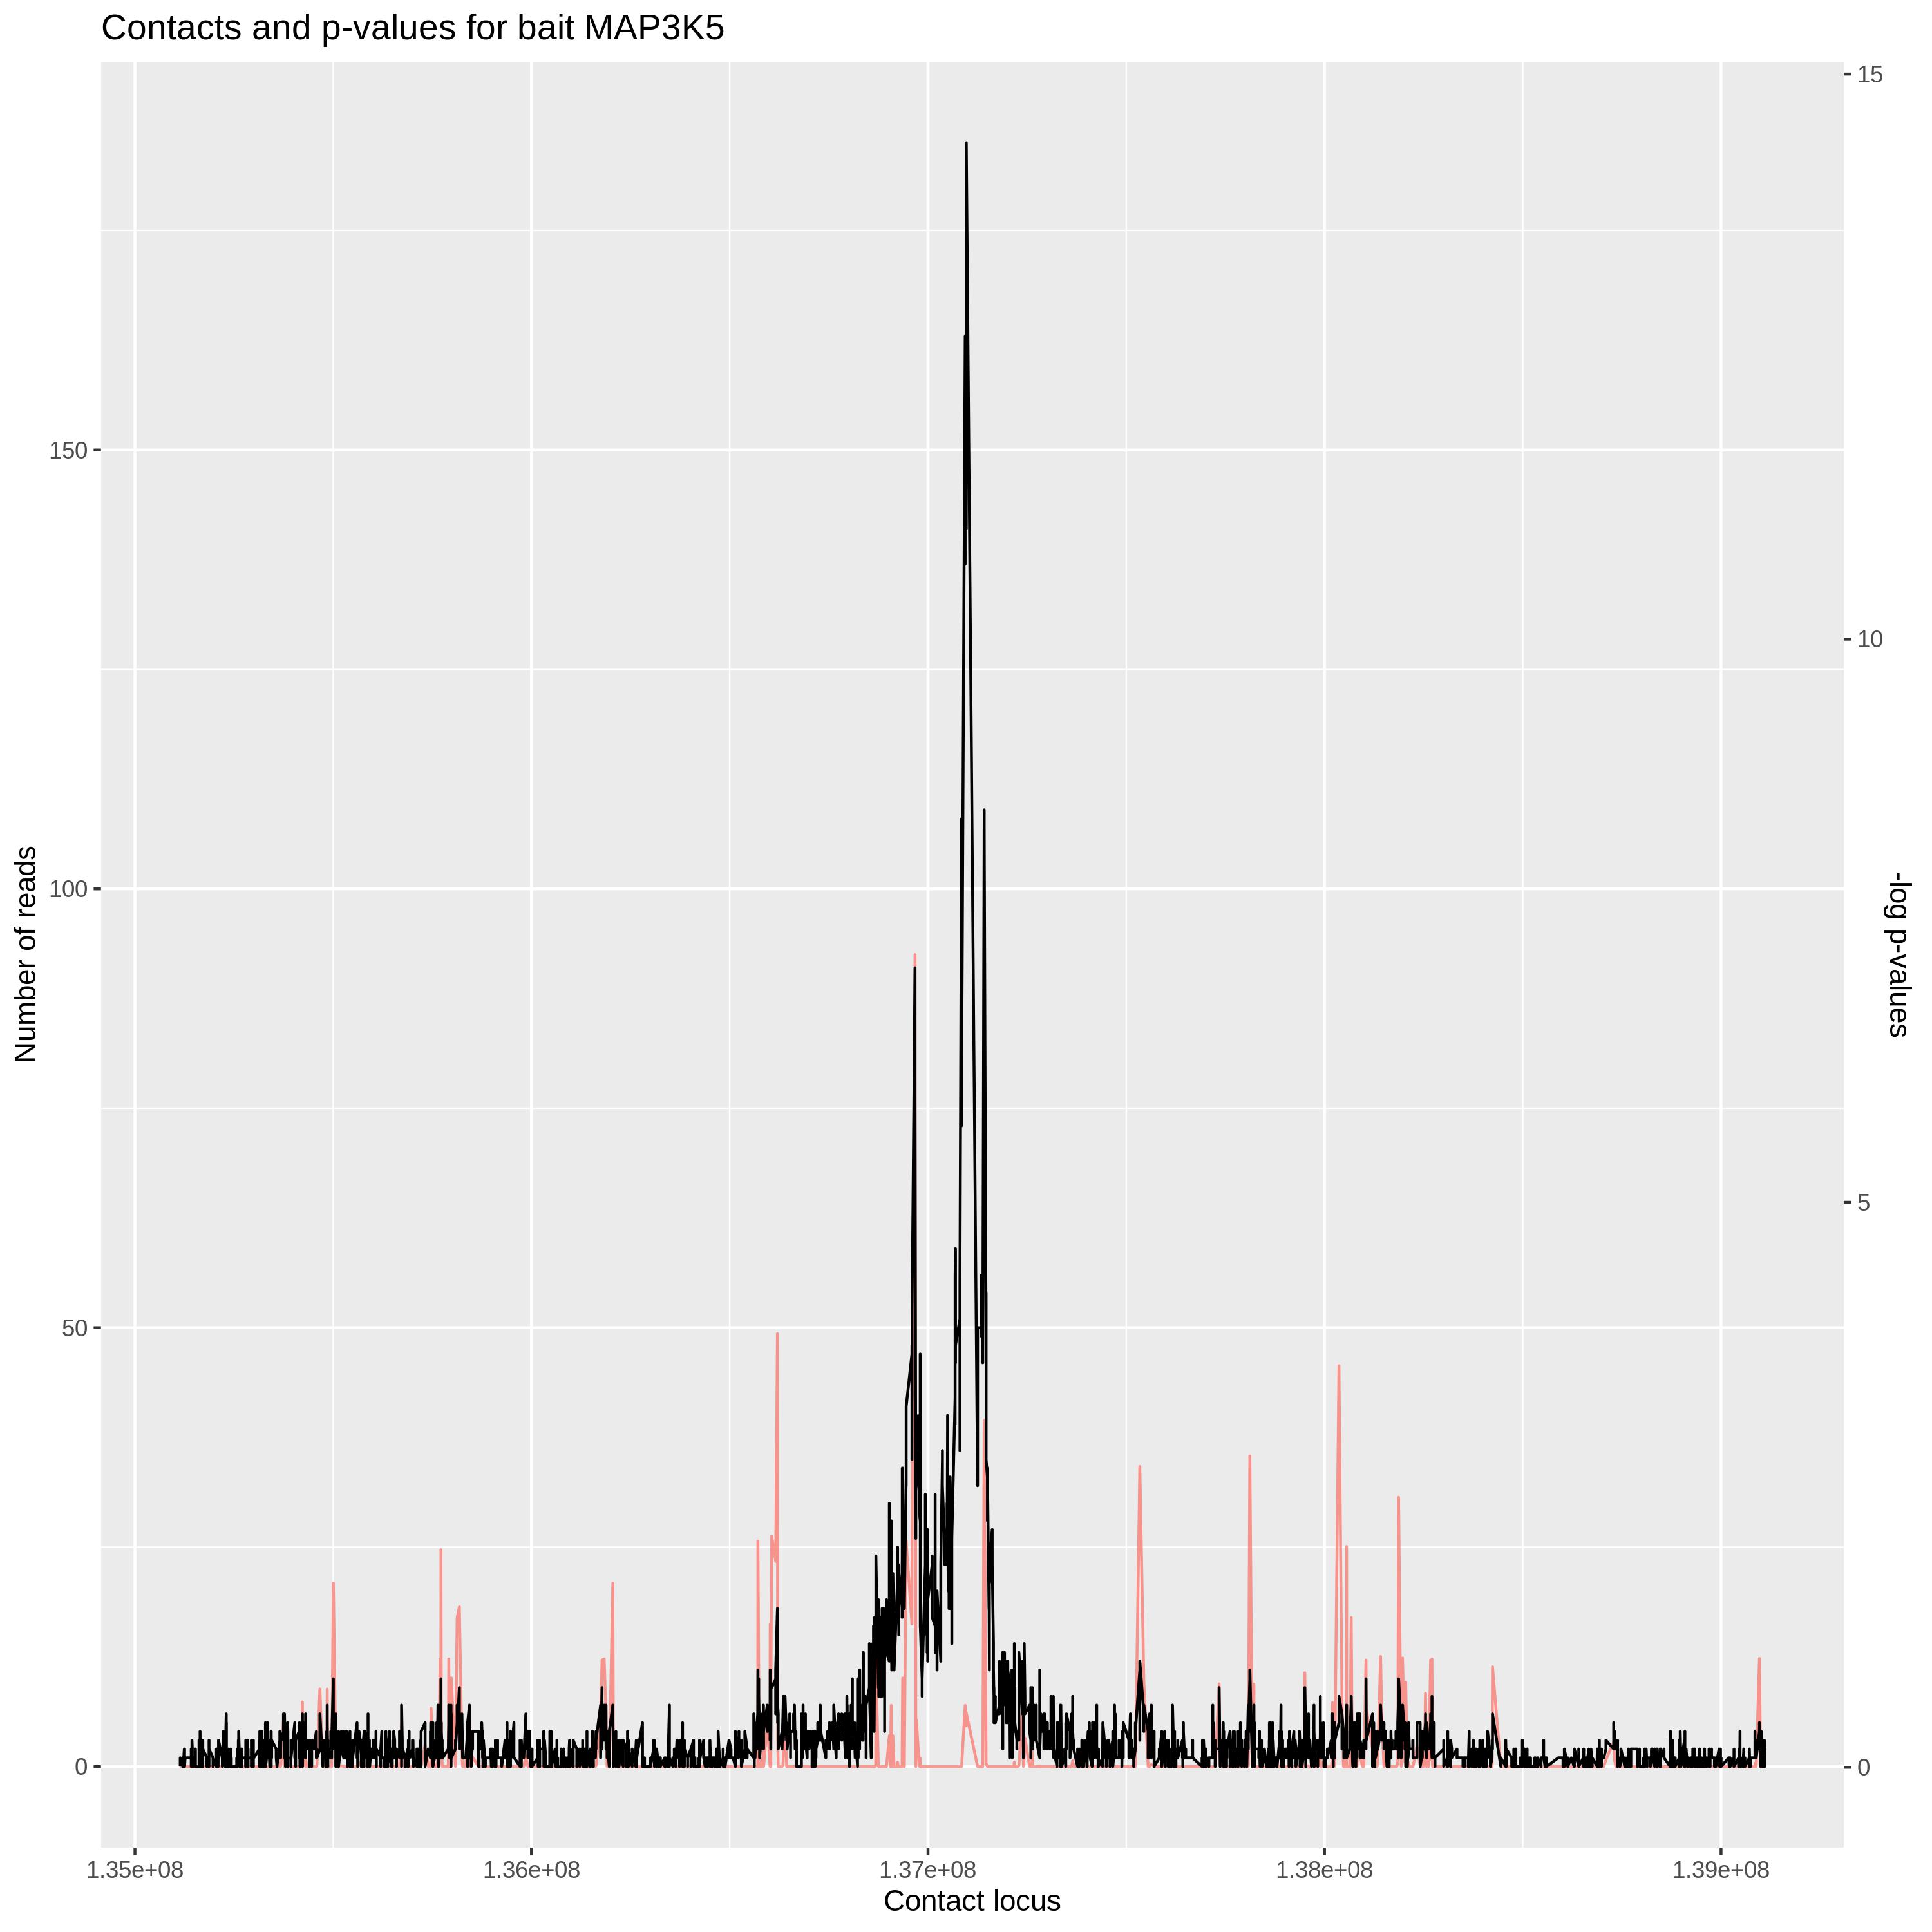 Contacts and p-values for bait MAP3K5
15
150
10
Number of reads
100
-log p-values
5
50
0
0
1.35e+08
1.36e+08
1.37e+08
1.38e+08
1.39e+08
Contact locus